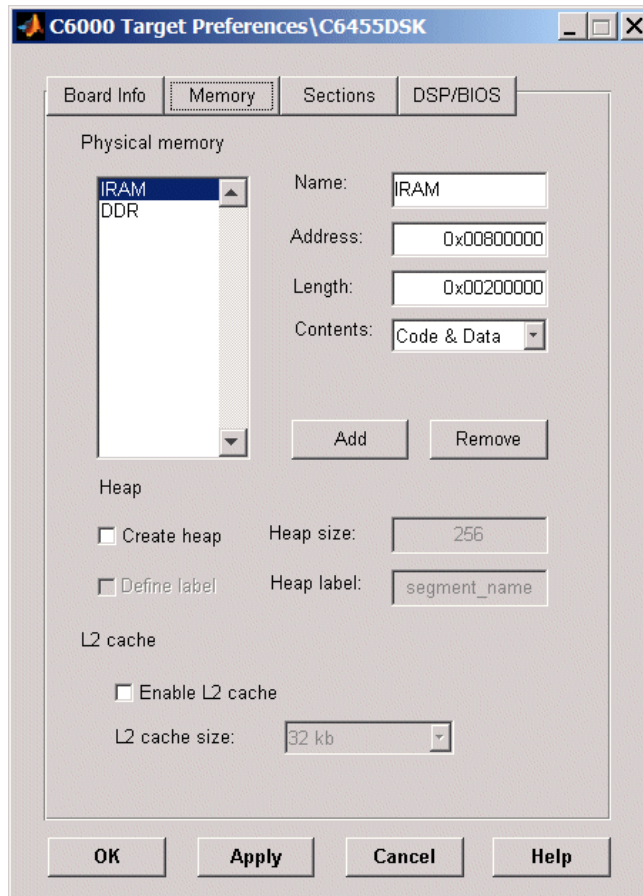 C6000 Target Preferences\C6455DSK
Board Info Memory Sections DSP/BIOS
Physical memory
IRAM
DDR
Name: IRAM
Address: 0x00800000
Length: 0x00200000
Contents: Code & Data
Add Remove
Heap
Create heap Heap size: 256
Define label Heap label: segment_name
L2 cache
Enable L2 cache
L2 cache size: 32 kb
OK Apply Cancel Help